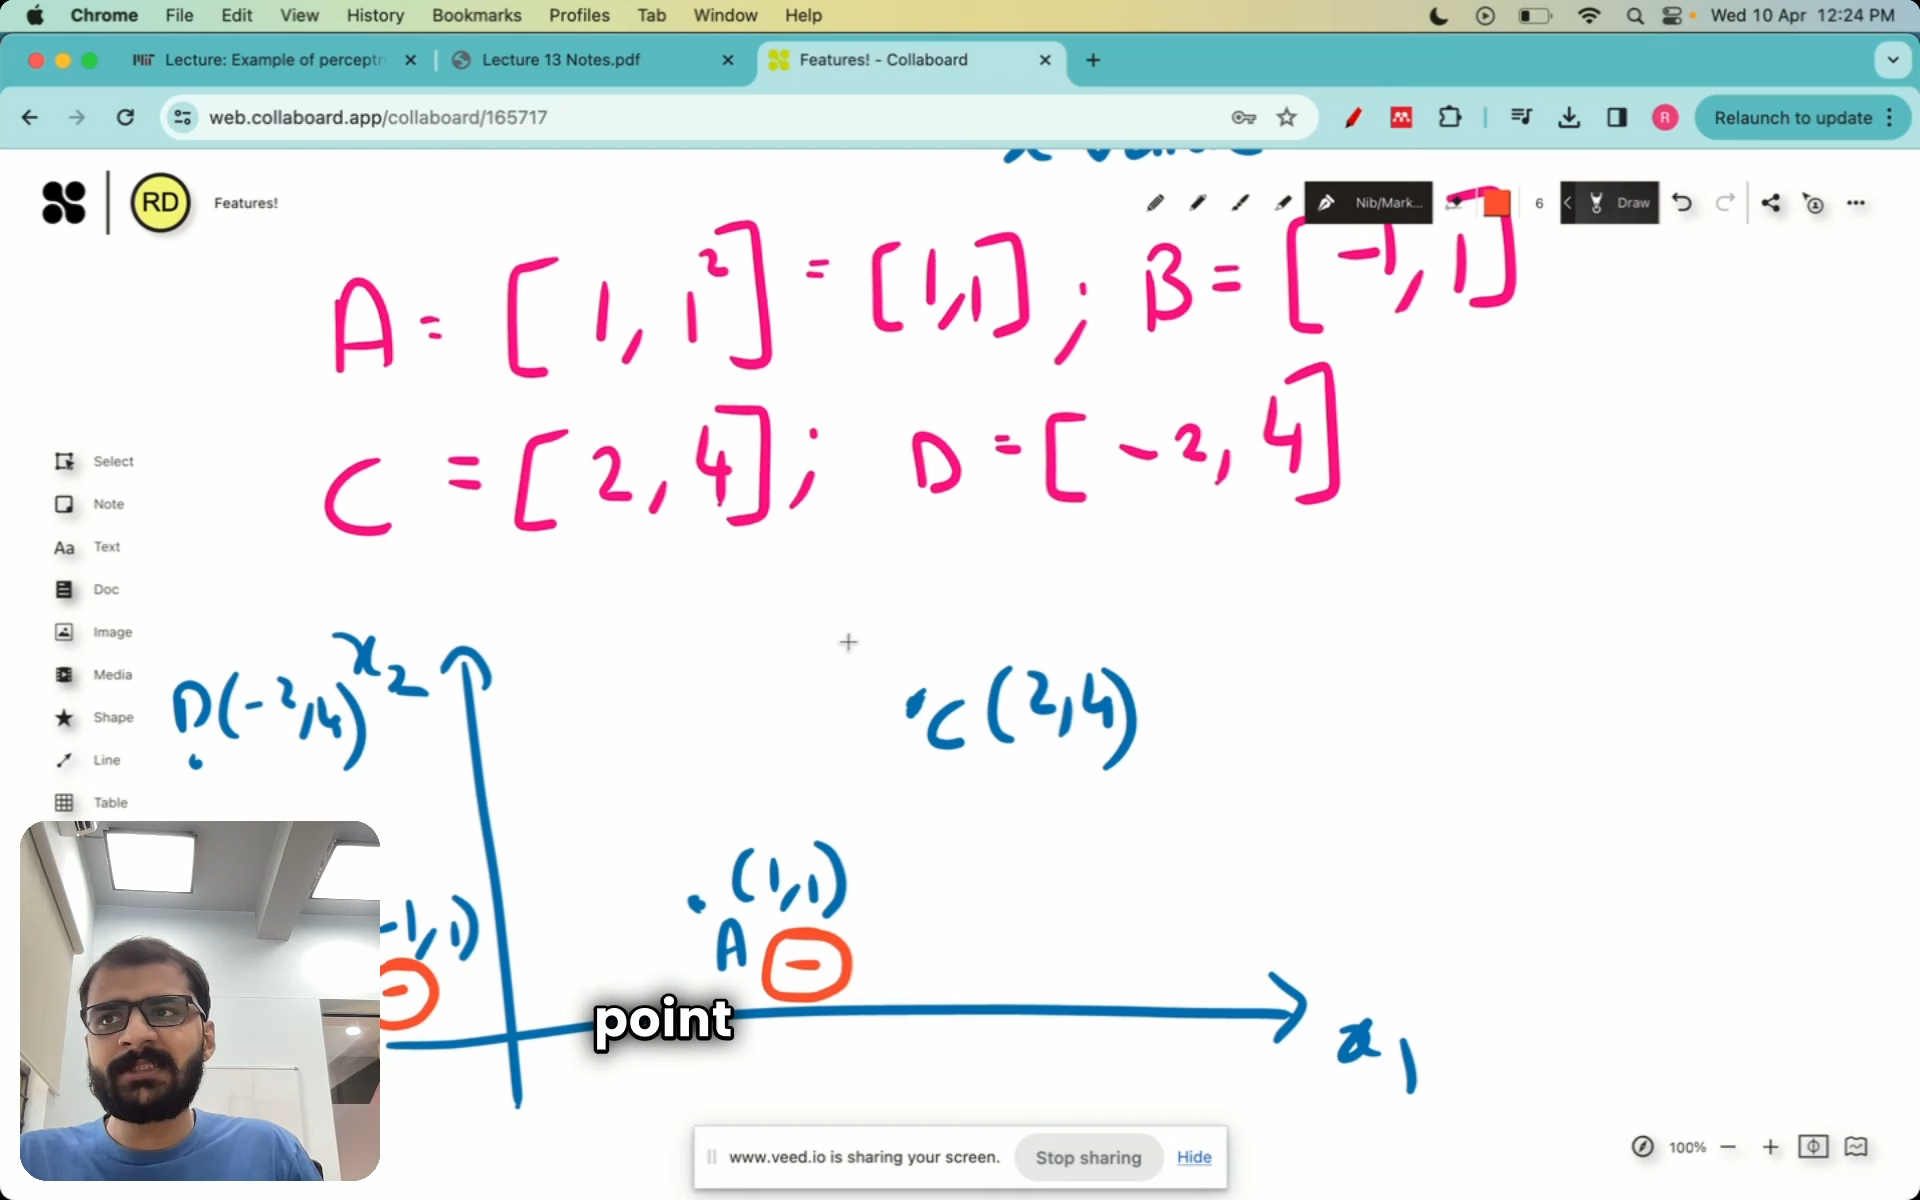 Chrome File Edit View History Bookmarks Profiles Tab Window Help Wed 10 Apr 12:24 PM
Lecture: Example of perceptr Lecture 13 Notes.pdf Features! - Collaboard
web.collaboard.app/collaboard/165717 R Relaunch to update
RD Features! Nib/Mark... 6 Draw
A = [1, 1²] = [1,1] ; B = [-1, 1]
C = [2, 4] ; D = [-2, 4]
Select
Note
Text
Doc
Image
Media
Shape
Line
Table
x2
D(-2,4)
C(2,4)
(1,1)
-1,1)
A -
-
point
x1
www.veed.io is sharing your screen. Stop sharing Hide
100%